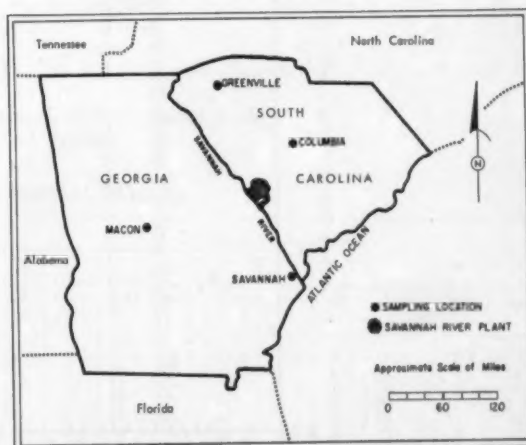 Tennessee
North Carolina
GREENVILLE
SOUTH
COLUMBIA
SAVANNAH
GEORGIA
CAROLINA
MACON
RIVER
Alabama
SAVANNAH
ATLANTIC OCEAN
N
SAMPLING LOCATION
SAVANNAH RIVER PLANT
Approximate Scale of Miles
0 60 120
Florida